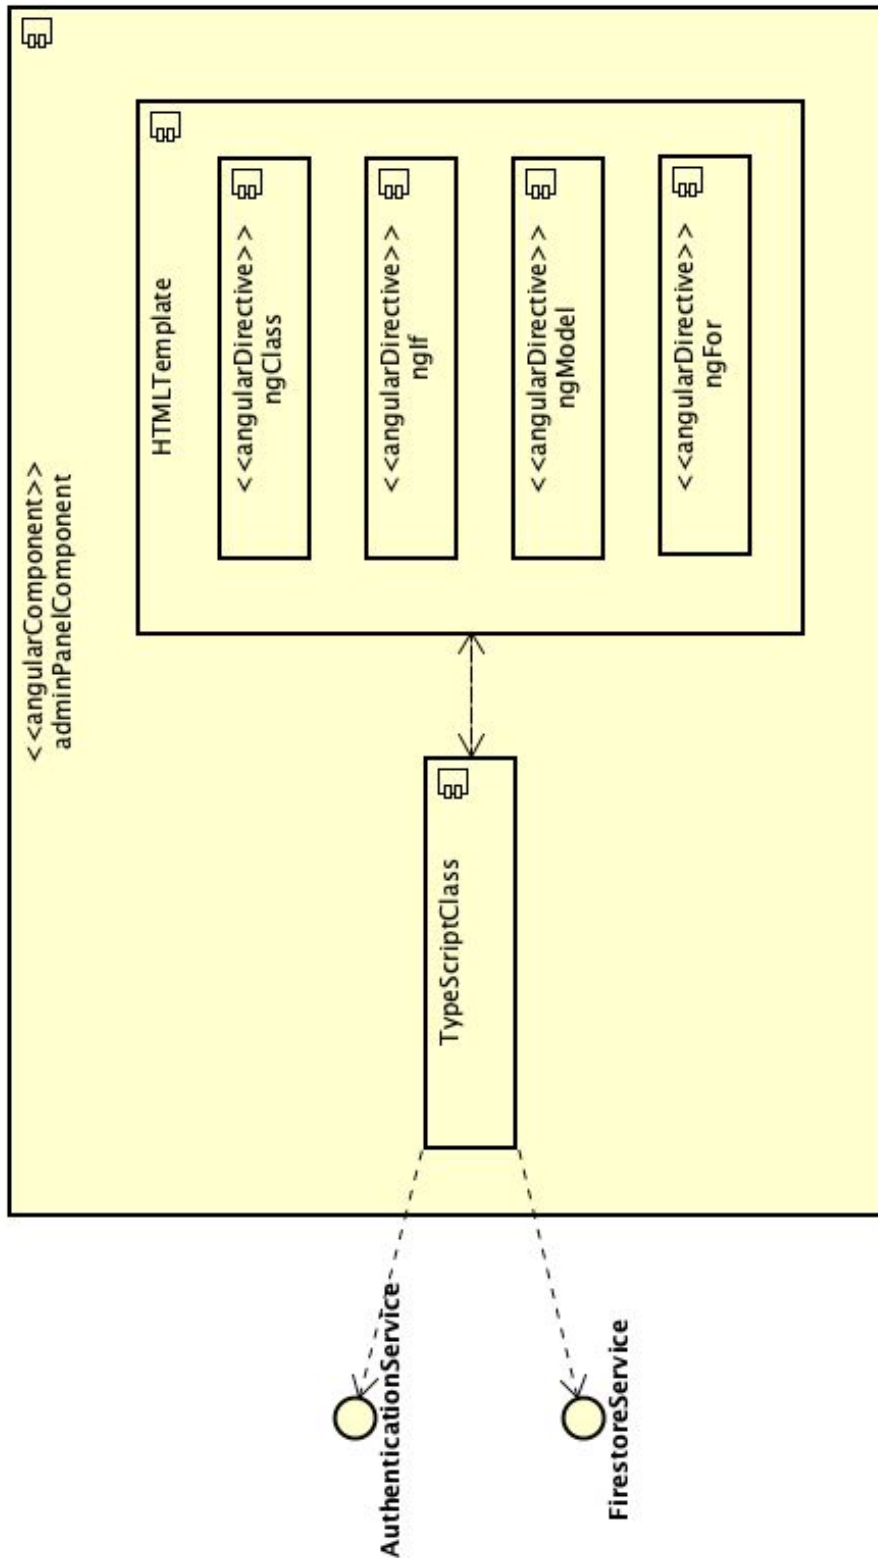 <<angularComponent>>
adminPanelComponent
HTMLTemplate
<<angularDirective>>
ngClass
<<angularDirective>>
ngIf
<<angularDirective>>
ngModel
<<angularDirective>>
ngFor
TypeScriptClass
AuthenticationService
FirestoreService